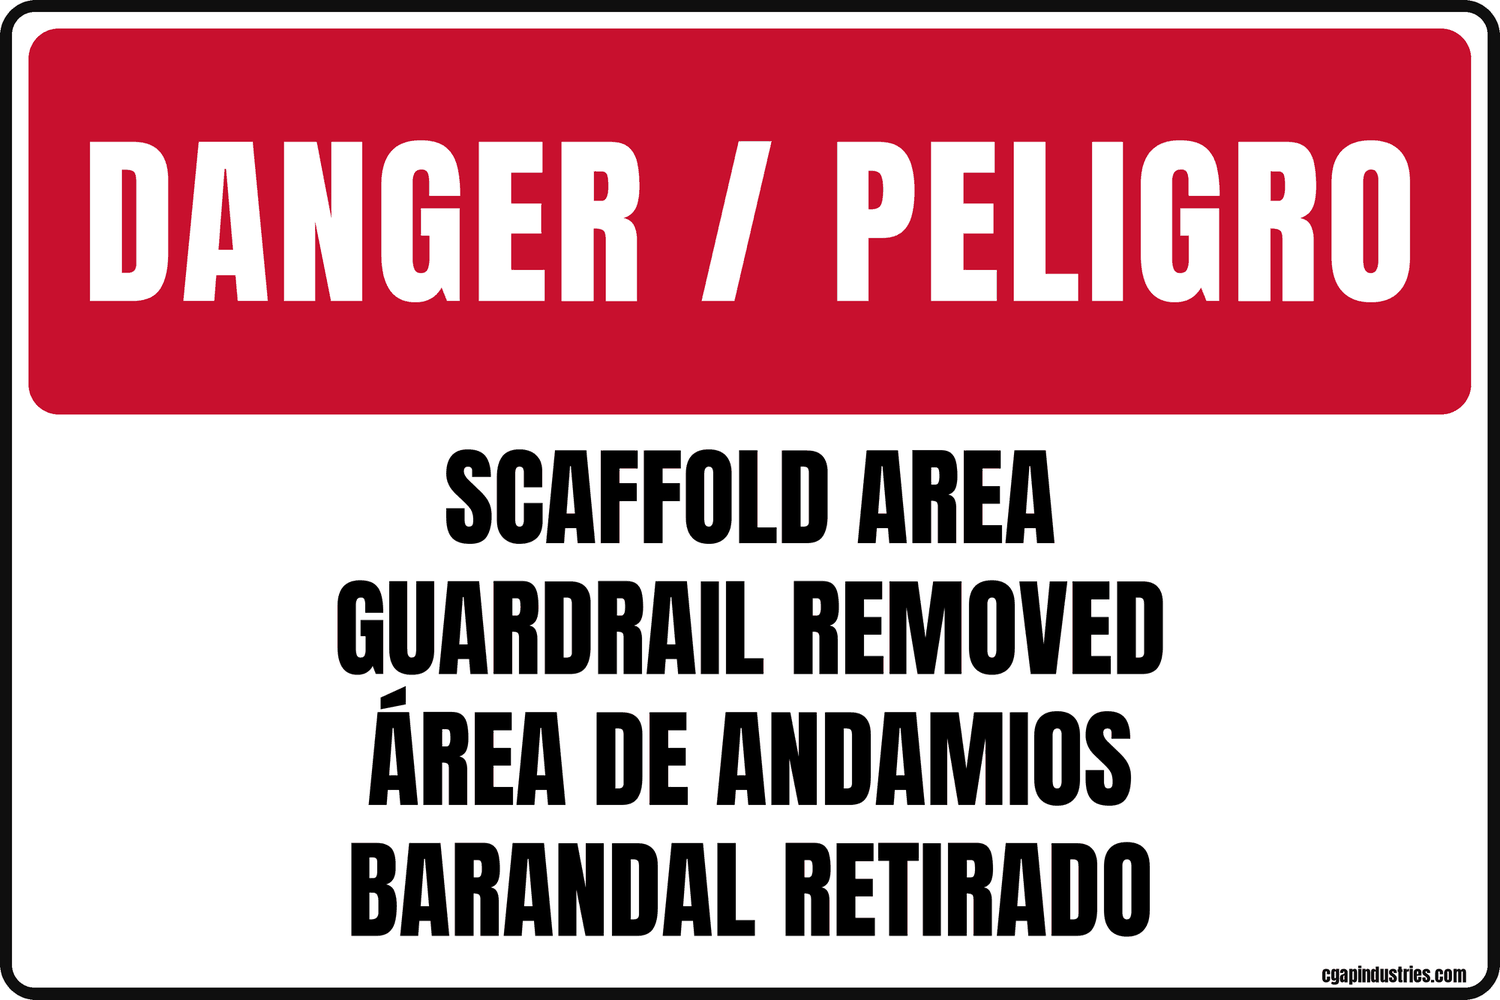 DANGER / PELIGRO
SCAFFOLD AREA
GUARDRAIL REMOVED
ÁREA DE ANDAMIOS
BARANDAL RETIRADO
cgapindustries.com